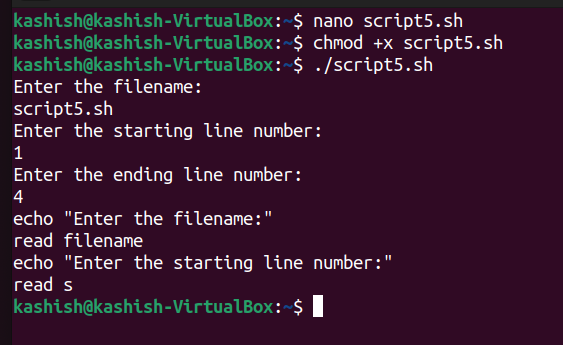 kashish@kashish-VirtualBox:~$ nano script5.sh
kashish@kashish-VirtualBox:~$ chmod +x script5.sh
kashish@kashish-VirtualBox:~$ ./script5.sh
Enter the filename:
script5.sh
Enter the starting line number:
1
Enter the ending line number:
4
echo "Enter the filename:"
read filename
echo "Enter the starting line number:"
read s
kashish@kashish-VirtualBox:~$